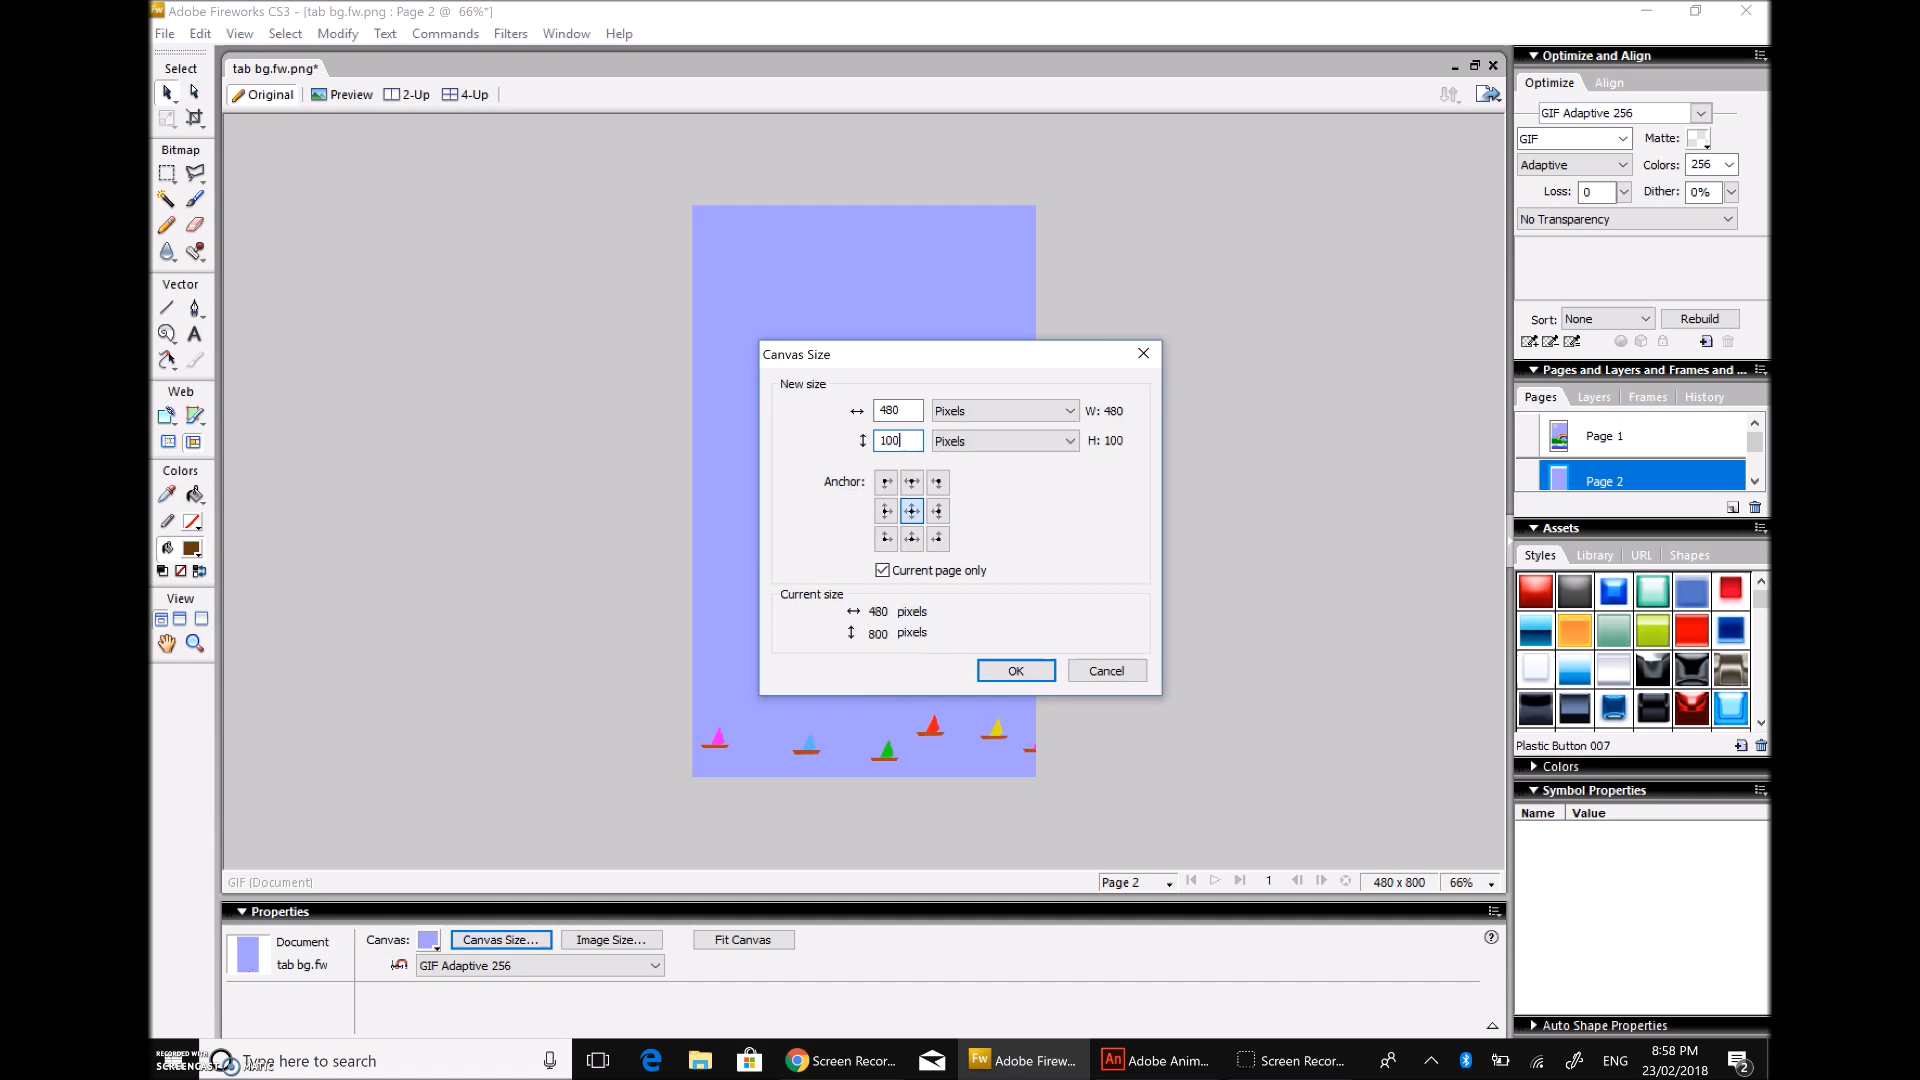 Adobe Fireworks CS3 - [tab bg.fw.png : Page 2 @ 66%*]
File Edit View Select Modify Text Commands Filters Window Help
Select
Bitmap
Vector
Web
Colors
View
tab bg.fw.png*
Original Preview 2-Up 4-Up
Canvas Size
New size
480 Pixels W: 480
100 Pixels H: 100
Anchor:
Current page only
Current size
480 pixels
800 pixels
OK Cancel
GIF (Document)
Page 2 1 480 x 800 66%
Properties
Document
tab bg.fw
Canvas: Canvas Size... Image Size... Fit Canvas
GIF Adaptive 256
Optimize and Align
Optimize Align
GIF Adaptive 256
GIF Matte:
Adaptive Colors: 256
Loss: 0 Dither: 0%
No Transparency
Sort: None Rebuild
Pages and Layers and Frames and ...
Pages Layers Frames History
Page 1
Page 2
Assets
Styles Library URL Shapes
Plastic Button 007
Colors
Symbol Properties
Name Value
Auto Shape Properties
RECORDED WITH
SCREENCAST MATIC
Type here to search
Screen Recor...
Adobe Firew...
Adobe Anim...
Screen Recor...
ENG
8:58 PM
23/02/2018
2